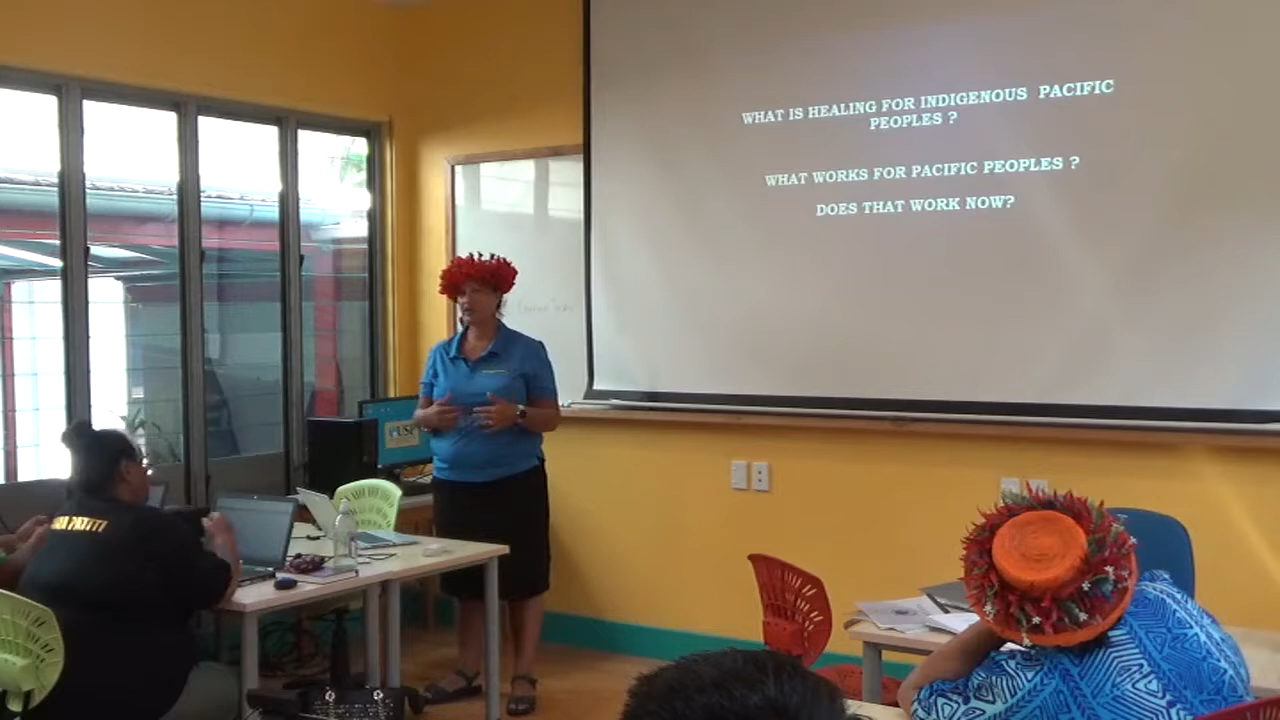 WHAT IS HEALING FOR INDIGENOUS PACIFIC
PEOPLES ?
WHAT WORKS FOR PACIFIC PEOPLES ?
DOES THAT WORK NOW?
USP